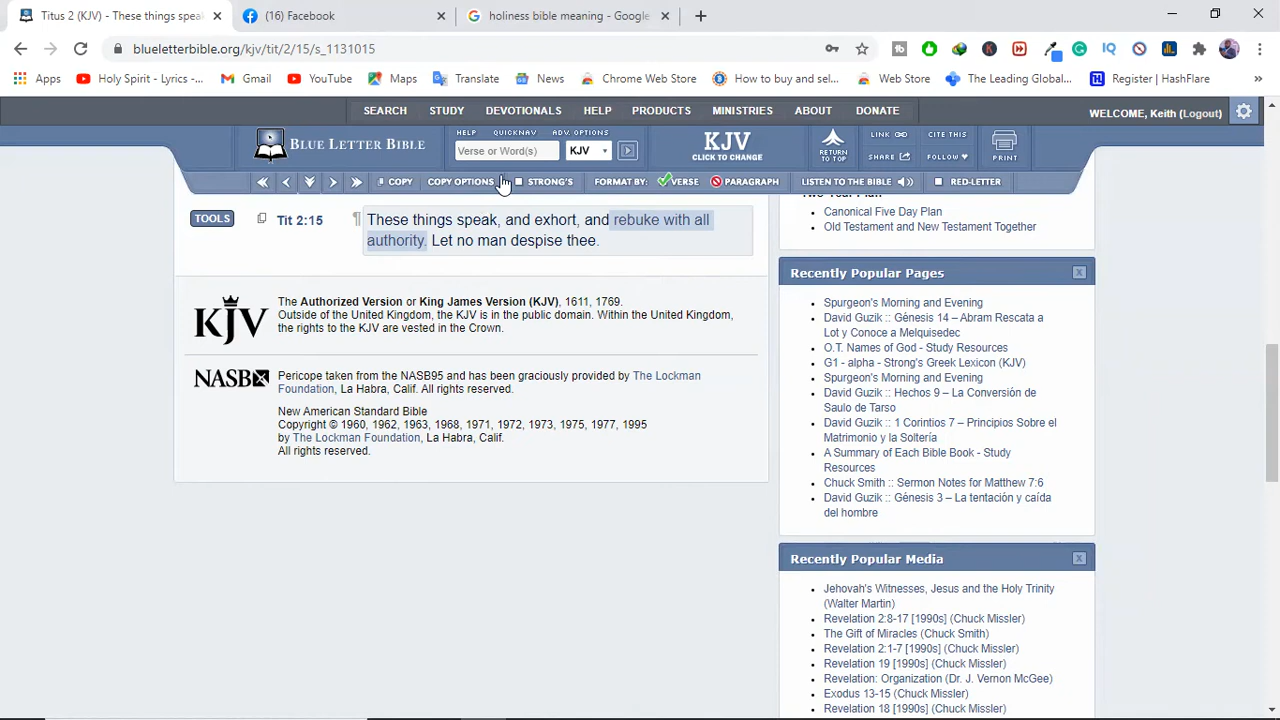 Titus 2 (KJV) - These things speak,
(16) Facebook
holiness bible meaning - Google
blueletterbible.org/kjv/tit/2/15/s_1131015
Apps
Holy Spirit - Lyrics -...
Gmail
YouTube
Maps
Translate
News
Chrome Web Store
How to buy and sel...
Web Store
The Leading Global...
Register | HashFlare
SEARCH
STUDY
DEVOTIONALS
HELP
PRODUCTS
MINISTRIES
ABOUT
DONATE
WELCOME, Keith (Logout)
BLUE LETTER BIBLE
HELP
QUICKNAV
ADV. OPTIONS
Verse or Word(s)
KJV
KJV
CLICK TO CHANGE
RETURN
TO TOP
LINK
SHARE
CITE THIS
FOLLOW
PRINT
COPY
COPY OPTIONS
STRONG'S
FORMAT BY:
VERSE
PARAGRAPH
LISTEN TO THE BIBLE
RED-LETTER
TOOLS
Tit 2:15
¶
These things speak, and exhort, and rebuke with all
authority. Let no man despise thee.
KJV
The Authorized Version or King James Version (KJV), 1611, 1769.
Outside of the United Kingdom, the KJV is in the public domain. Within the United Kingdom,
the rights to the KJV are vested in the Crown.
NASB
Pericope taken from the NASB95 and has been graciously provided by The Lockman
Foundation, La Habra, Calif. All rights reserved.
New American Standard Bible
Copyright © 1960, 1962, 1963, 1968, 1971, 1972, 1973, 1975, 1977, 1995
by The Lockman Foundation, La Habra, Calif.
All rights reserved.
Canonical Five Day Plan
Old Testament and New Testament Together
Recently Popular Pages
Spurgeon's Morning and Evening
David Guzik :: Génesis 14 – Abram Rescata a
Lot y Conoce a Melquisedec
O.T. Names of God - Study Resources
G1 - alpha - Strong's Greek Lexicon (KJV)
Spurgeon's Morning and Evening
David Guzik :: Hechos 9 – La Conversión de
Saulo de Tarso
David Guzik :: 1 Corintios 7 – Principios Sobre el
Matrimonio y la Soltería
A Summary of Each Bible Book - Study
Resources
Chuck Smith :: Sermon Notes for Matthew 7:6
David Guzik :: Génesis 3 – La tentación y caída
del hombre
Recently Popular Media
Jehovah's Witnesses, Jesus and the Holy Trinity
(Walter Martin)
Revelation 2:8-17 [1990s] (Chuck Missler)
The Gift of Miracles (Chuck Smith)
Revelation 2:1-7 [1990s] (Chuck Missler)
Revelation 19 [1990s] (Chuck Missler)
Revelation: Organization (Dr. J. Vernon McGee)
Exodus 13-15 (Chuck Missler)
Revelation 18 [1990s] (Chuck Missler)